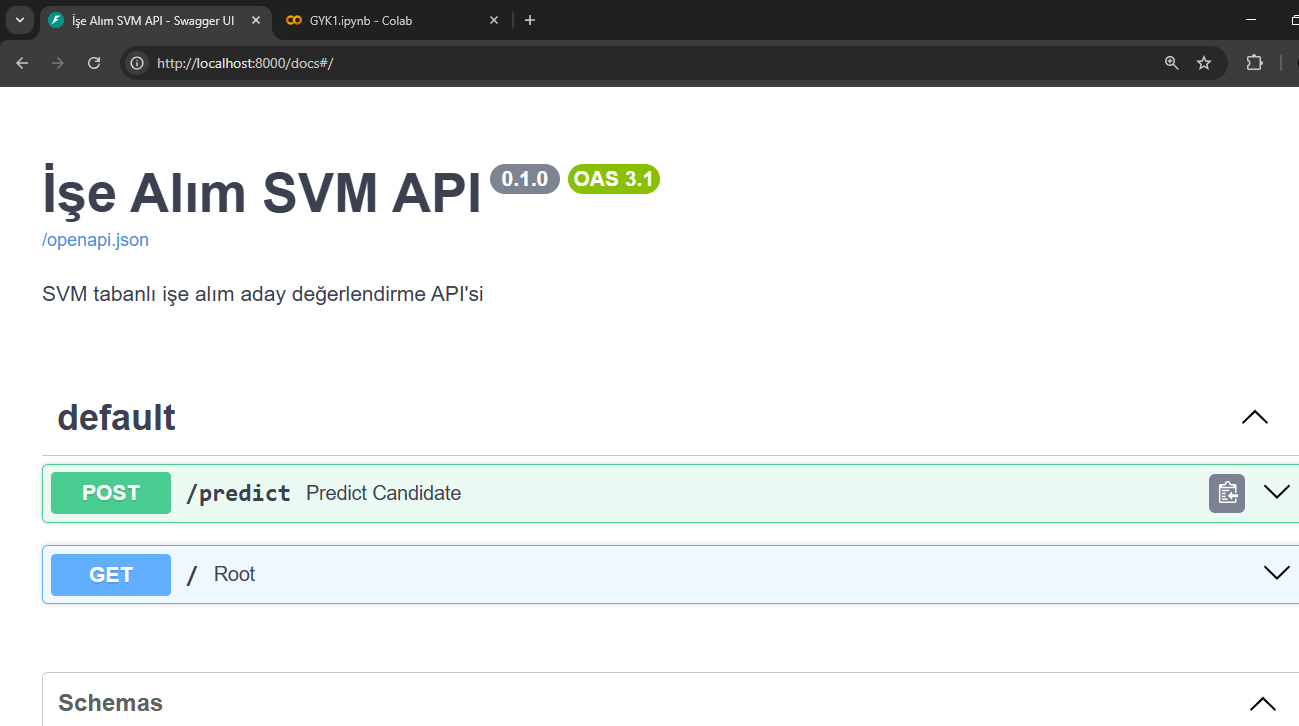 İşe Alım SVM API - Swagger UI
GYK1.ipynb - Colab
http://localhost:8000/docs#/
İşe Alım SVM API 0.1.0 OAS 3.1
/openapi.json
SVM tabanlı işe alım aday değerlendirme API'si
default
POST /predict Predict Candidate
GET / Root
Schemas